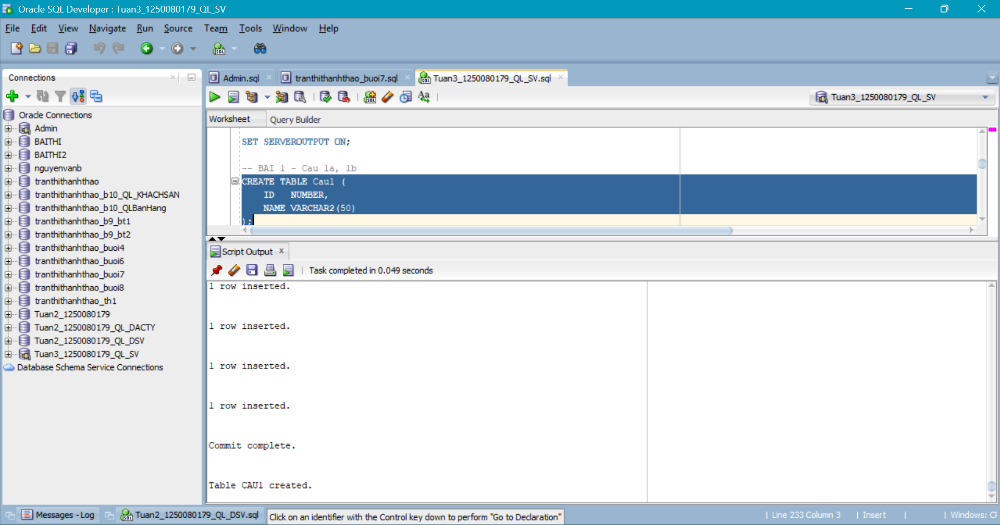 Oracle SQL Developer : Tuan3_1250080179_QL_SV
File Edit View Navigate Run Source Team Tools Window Help
Connections
Oracle Connections
Admin
BAITHI
BAITHI2
nguyenvanb
tranthithanhthao
tranthithanhthao_b10_QL_KHACHSAN
tranthithanhthao_b10_QLBanHang
tranthithanhthao_b9_bt1
tranthithanhthao_b9_bt2
tranthithanhthao_buoi4
tranthithanhthao_buoi6
tranthithanhthao_buoi7
tranthithanhthao_buoi8
tranthithanhthao_th1
Tuan2_1250080179
Tuan2_1250080179_QL_DACTY
Tuan2_1250080179_QL_DSV
Tuan3_1250080179_QL_SV
Database Schema Service Connections
Admin.sql tranthithanhthao_buoi7.sql Tuan3_1250080179_QL_SV.sql
Tuan3_1250080179_QL_SV
Worksheet Query Builder
SET SERVEROUTPUT ON;
-- BAI 1 - Cau 1a, 1b
CREATE TABLE Cau1 (
ID NUMBER,
NAME VARCHAR2(50)
);
Script Output
Task completed in 0.049 seconds
1 row inserted.
1 row inserted.
1 row inserted.
1 row inserted.
Commit complete.
Table CAU1 created.
Messages - Log Tuan2_1250080179_QL_DSV.sql Click on an identifier with the Control key down to perform "Go to Declaration" | Line 233 Column 3 | Insert | | Windows: